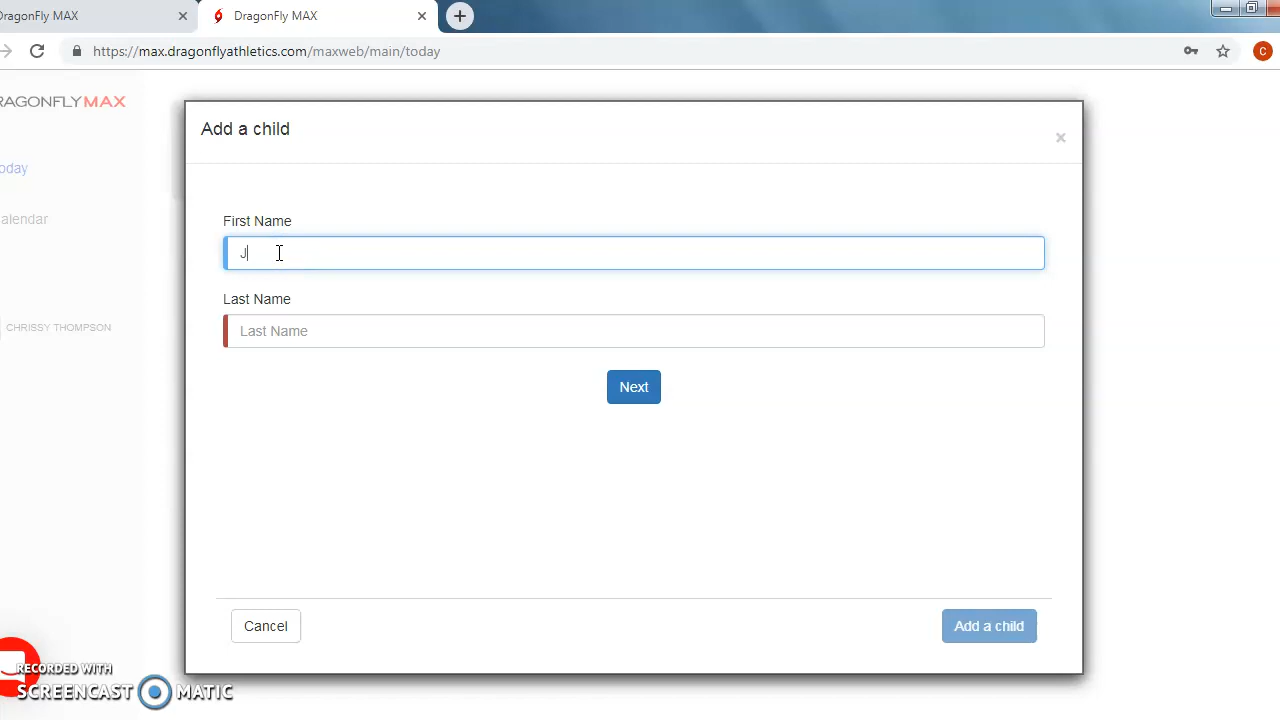 DragonFly MAX
DragonFly MAX
https://max.dragonflyathletics.com/maxweb/main/today
C
RAGONFLYMAX
oday
alendar
CHRISSY THOMPSON
Add a child
×
First Name
J
Last Name
Last Name
Next
Cancel
Add a child
RECORDED WITH
SCREENCAST MATIC